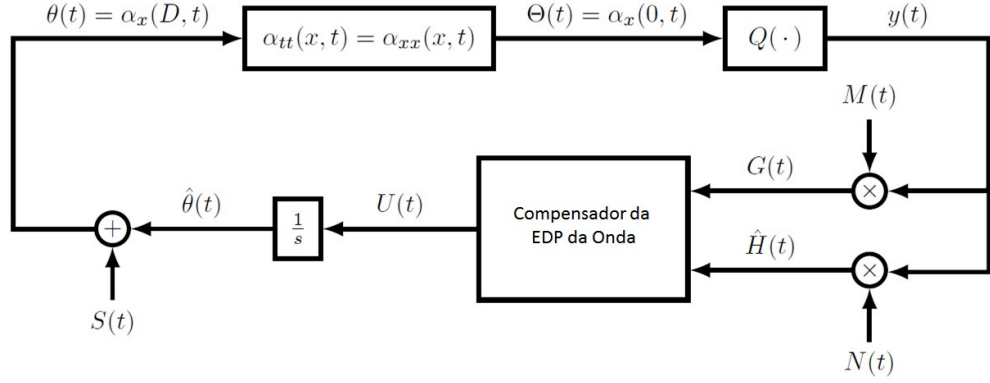 θ(t) = α_x(D, t)
α_tt(x, t) = α_xx(x, t)
Θ(t) = α_x(0, t)
Q(·)
y(t)
M(t)
G(t)
×
Compensador da
EDP da Onda
U(t)
1/s
θ̂(t)
+
S(t)
Ĥ(t)
×
N(t)